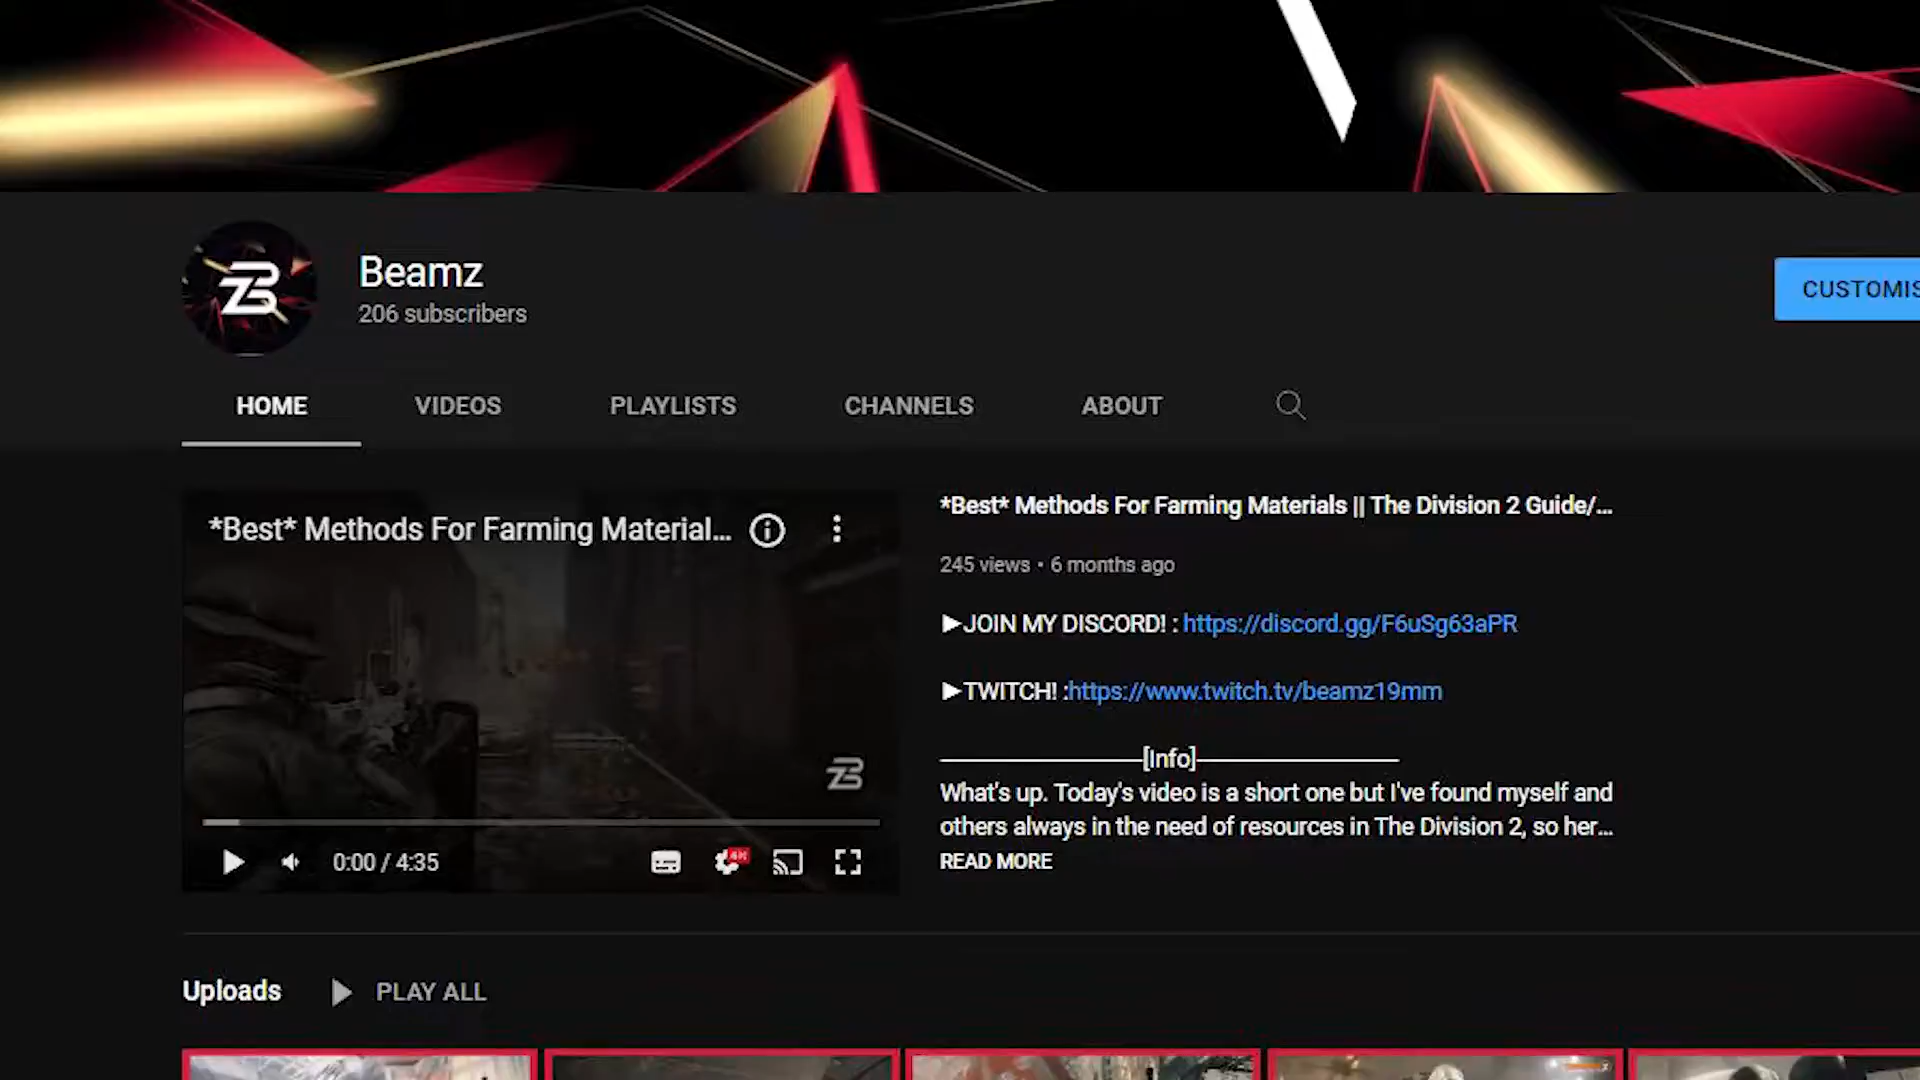 Beamz
206 subscribers
CUSTOMIS
HOME VIDEOS PLAYLISTS CHANNELS ABOUT
*Best* Methods For Farming Material...
*Best* Methods For Farming Materials || The Division 2 Guide/...
245 views • 6 months ago
►JOIN MY DISCORD! : https://discord.gg/F6uSg63aPR
►TWITCH! :https://www.twitch.tv/beamz19mm
———————[Info]———————
What's up. Today's video is a short one but I've found myself and
others always in the need of resources in The Division 2, so her...
READ MORE
0:00 / 4:35
Uploads PLAY ALL